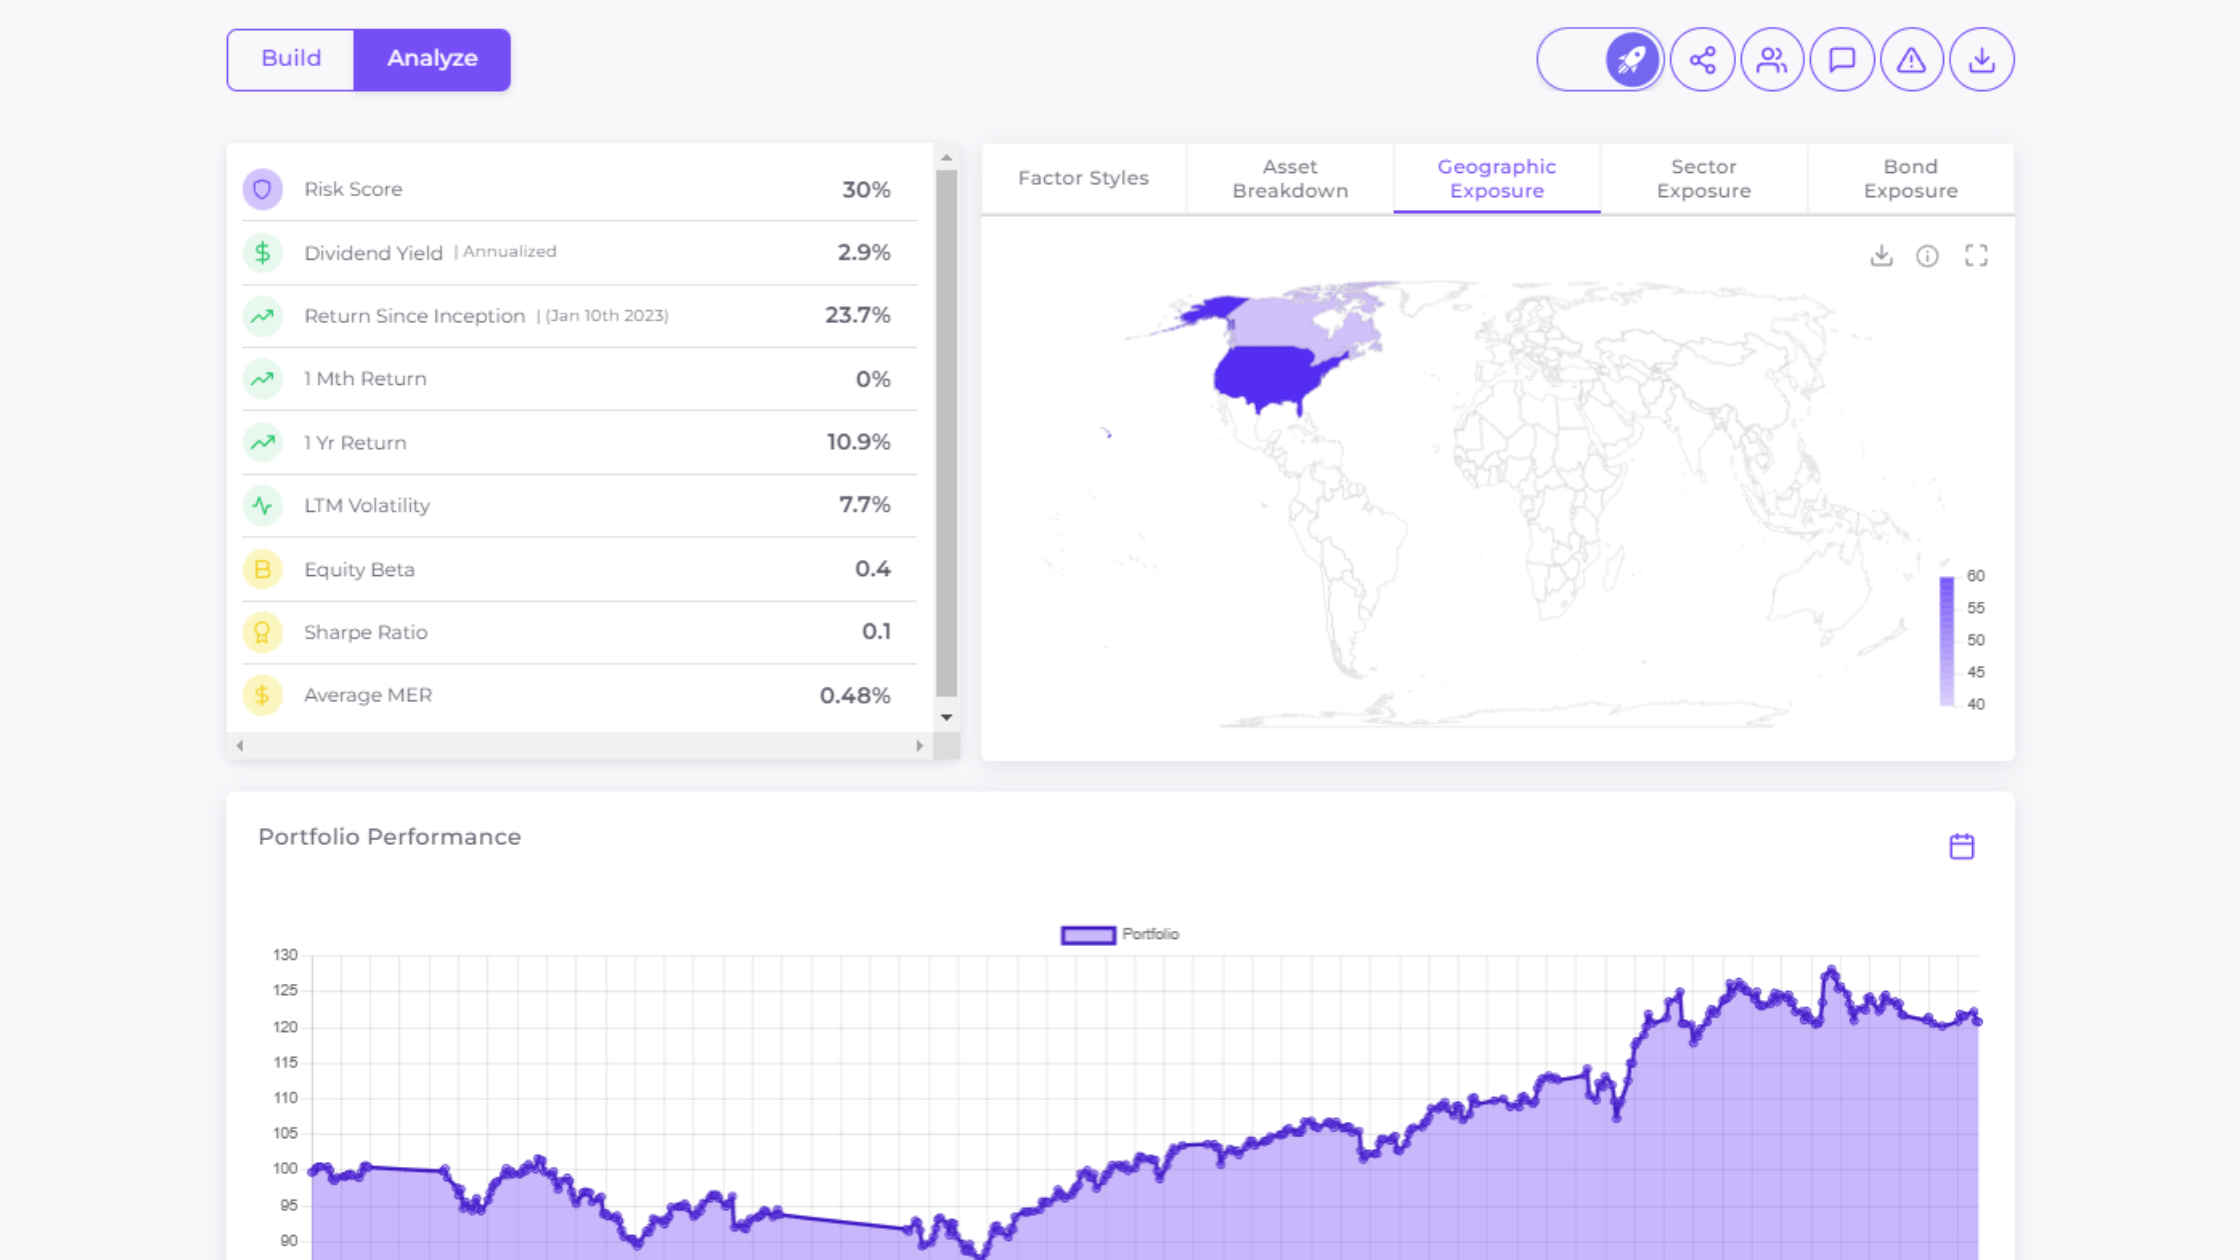 Build
Analyze
Risk Score 30%
Dividend Yield | Annualized 2.9%
Return Since Inception | (Jan 10th 2023) 23.7%
1 Mth Return 0%
1 Yr Return 10.9%
LTM Volatility 7.7%
B Equity Beta 0.4
Sharpe Ratio 0.1
$ Average MER 0.48%
Factor Styles
Asset
Breakdown
Geographic
Exposure
Sector
Exposure
Bond
Exposure
60
55
50
45
40
Portfolio Performance
Portfolio
130
125
120
115
110
105
100
95
90